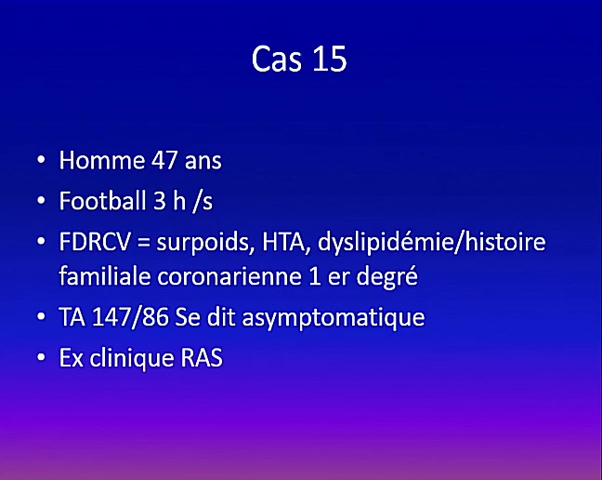 Cas 15
• Homme 47 ans
• Football 3 h /s
• FDRCV = surpoids, HTA, dyslipidémie/histoire
familiale coronarienne 1 er degré
• TA 147/86 Se dit asymptomatique
• Ex clinique RAS